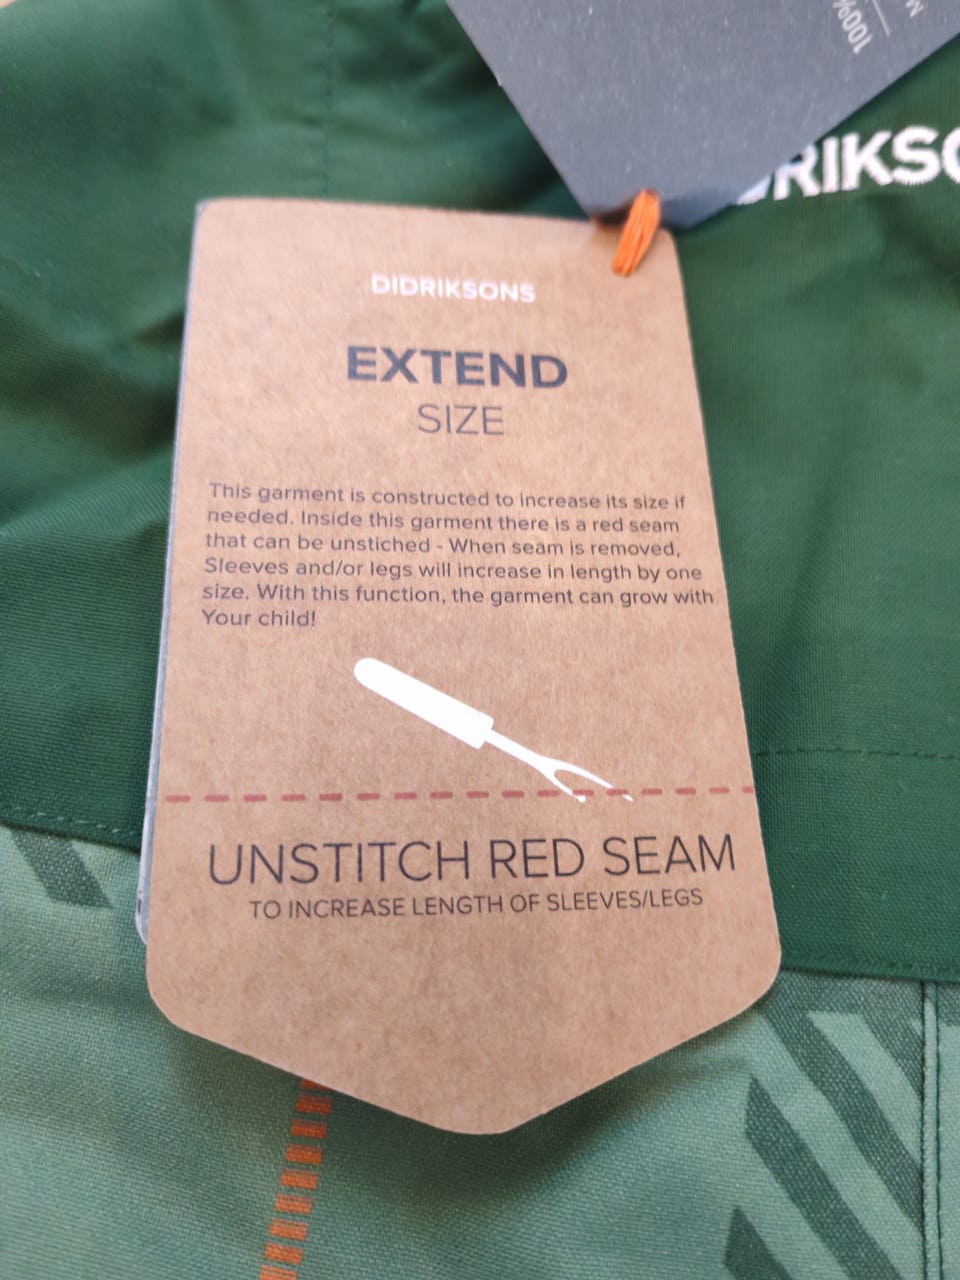 100%
M
DRIKSO
DIDRIKSONS
EXTEND
SIZE
This garment is constructed to increase its size if
needed. Inside this garment there is a red seam
that can be unstiched - When seam is removed,
Sleeves and/or legs will increase in length by one
size. With this function, the garment can grow with
Your child!
UNSTITCH RED SEAM
TO INCREASE LENGTH OF SLEEVES/LEGS